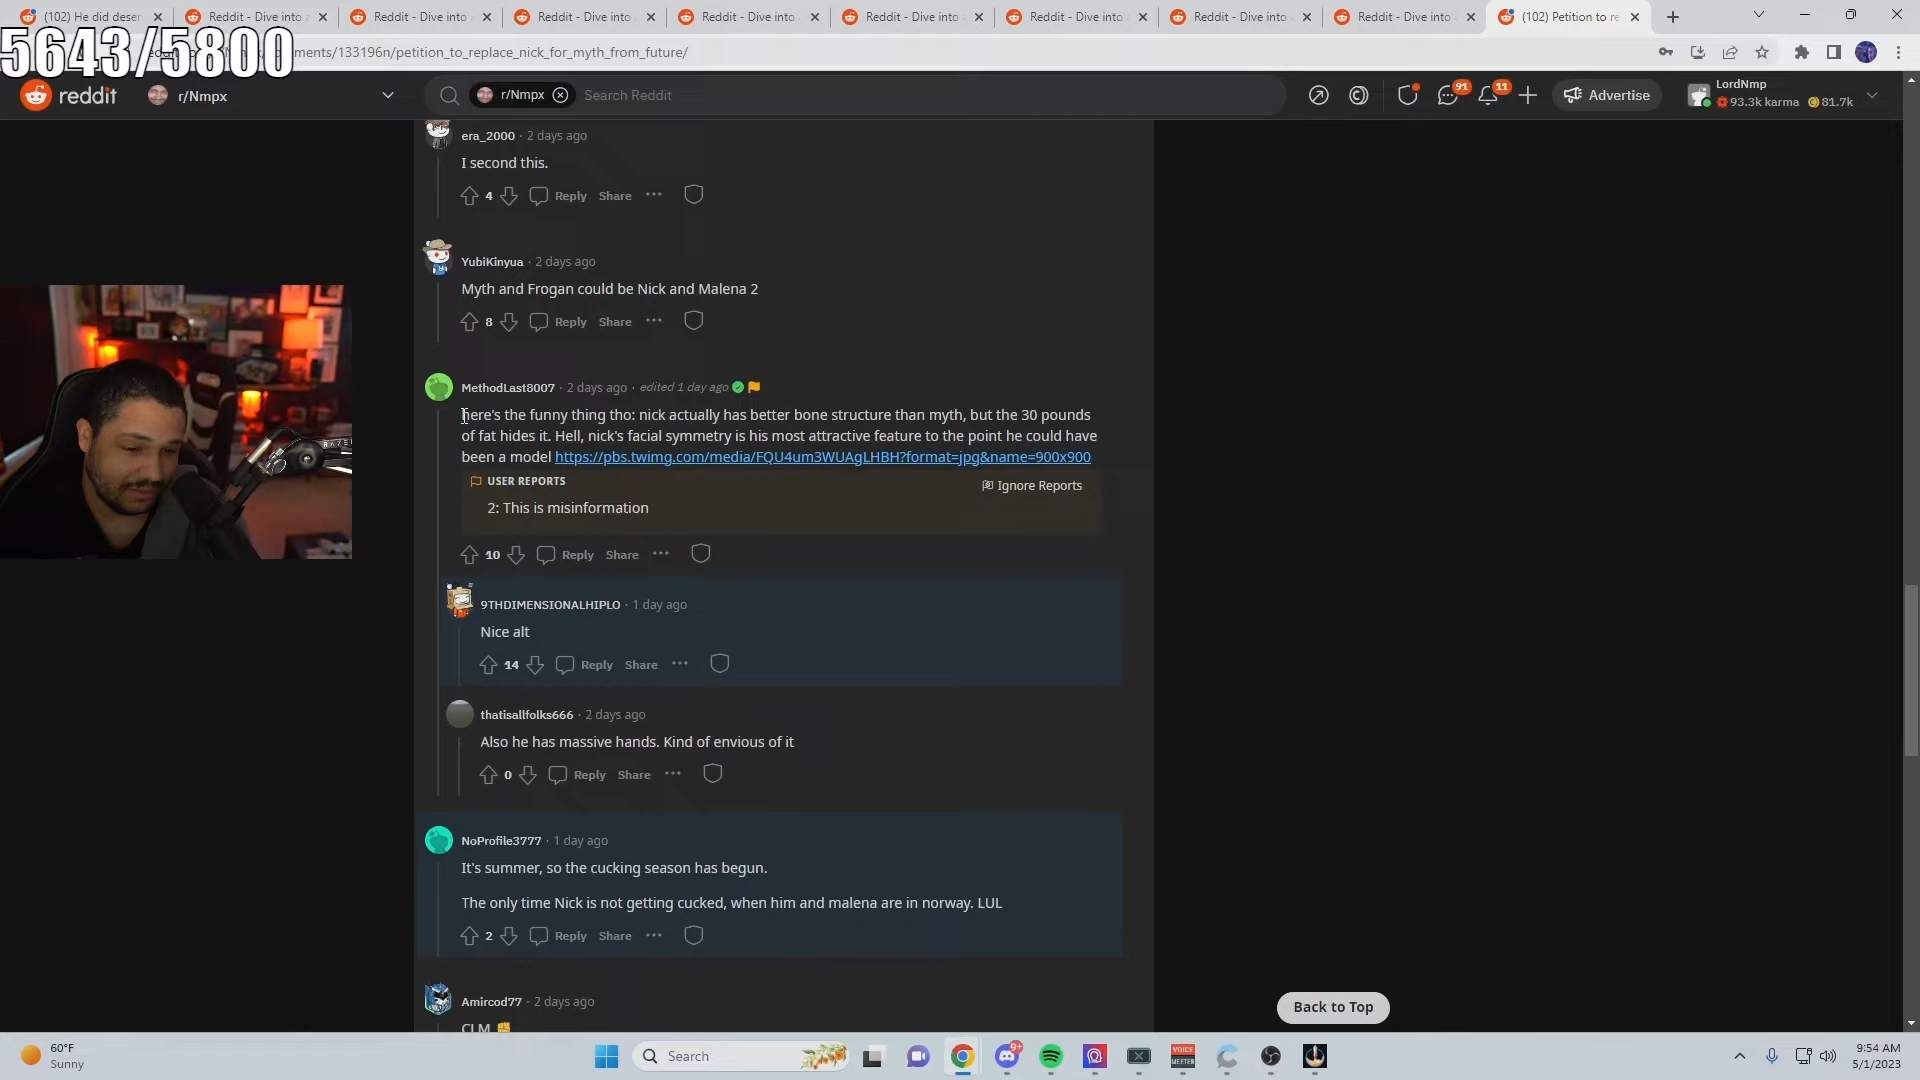 (102) He did deser
Reddit - Dive into
Reddit - Dive into
Reddit - Dive into
Reddit - Dive into
Reddit - Dive into
Reddit - Dive into
Reddit - Dive into
Reddit - Dive into
(102) Petition to re
5643/5800
ments/133196n/petition_to_replace_nick_for_myth_from_future/
reddit
r/Nmpx
r/Nmpx
Search Reddit
91
11
Advertise
LordNmp
93.3k karma
81.7k
era_2000 · 2 days ago
I second this.
4 Reply Share ···
YubiKinyua · 2 days ago
Myth and Frogan could be Nick and Malena 2
8 Reply Share ···
MethodLast8007 · 2 days ago · edited 1 day ago
here's the funny thing tho: nick actually has better bone structure than myth, but the 30 pounds
of fat hides it. Hell, nick's facial symmetry is his most attractive feature to the point he could have
been a model https://pbs.twimg.com/media/FQU4um3WUAgLHBH?format=jpg&name=900x900
USER REPORTS
Ignore Reports
2: This is misinformation
10 Reply Share ···
9THDIMENSIONALHIPLO · 1 day ago
Nice alt
14 Reply Share ···
thatisallfolks666 · 2 days ago
Also he has massive hands. Kind of envious of it
0 Reply Share ···
NoProfile3777 · 1 day ago
It's summer, so the cucking season has begun.
The only time Nick is not getting cucked, when him and malena are in norway. LUL
2 Reply Share ···
Amircod77 · 2 days ago
CLM ✊
Back to Top
60°F
Sunny
Search
9+
VOICE
MEETER
9:54 AM
5/1/2023